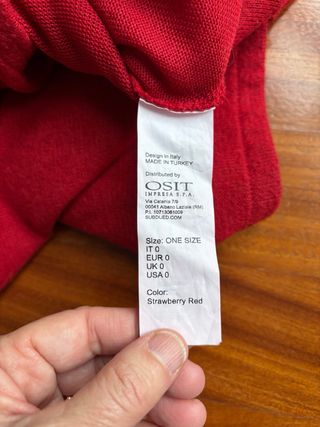 Design in Italy
MADE IN TURKEY
Distributed by
OSIT
IMPRESA S.P.A.
Via Catania 7/9
00041 Albano Laziale (RM)
P.I. 10713081009
SUBDUED.COM
Size: ONE SIZE
IT 0
EUR 0
UK 0
USA 0
Color:
Strawberry Red